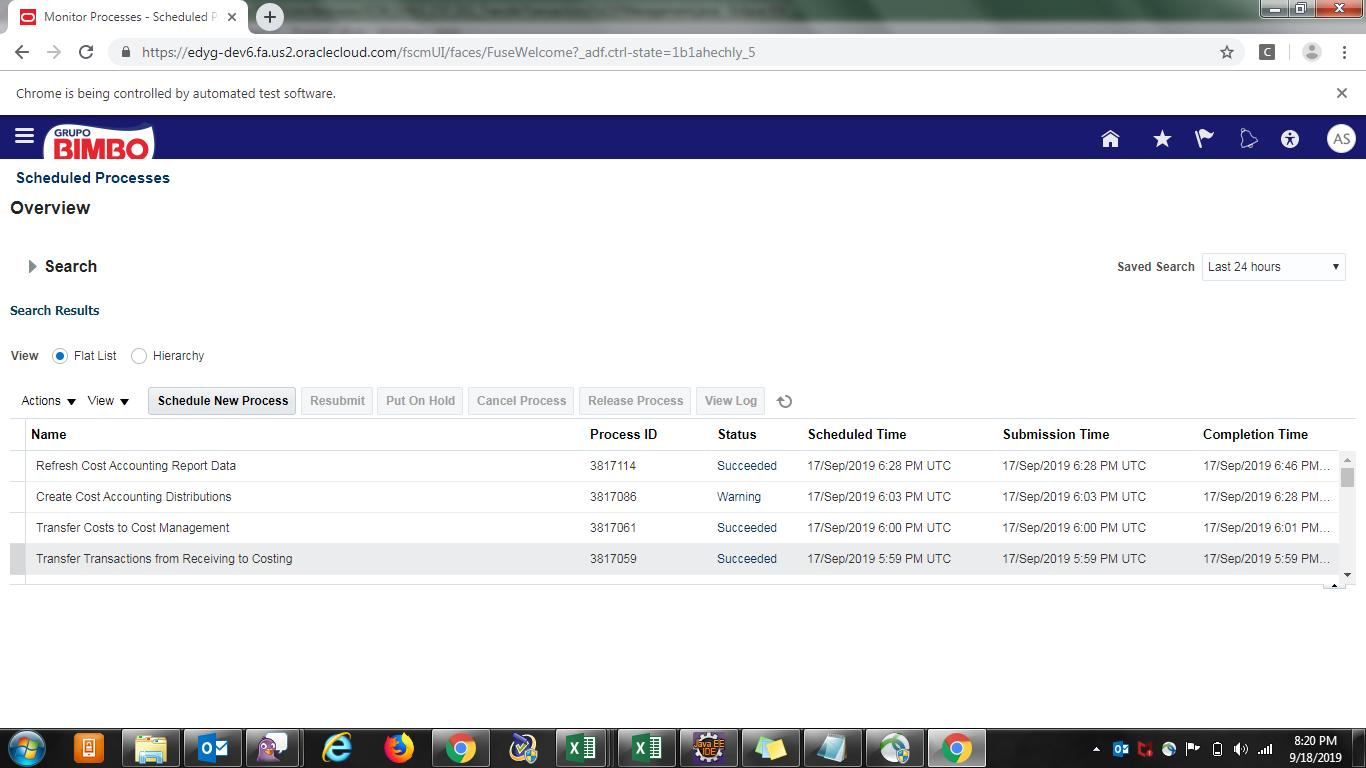 Monitor Processes - Scheduled P
https://edyg-dev6.fa.us2.oraclecloud.com/fscmUI/faces/FuseWelcome?_adf.ctrl-state=1b1ahechly_5
C
Chrome is being controlled by automated test software.
GRUPO
BIMBO
AS
Scheduled Processes
Overview
Search
Saved Search Last 24 hours
Search Results
View Flat List Hierarchy
Actions View Schedule New Process Resubmit Put On Hold Cancel Process Release Process View Log
Name Process ID Status Scheduled Time Submission Time Completion Time
Refresh Cost Accounting Report Data 3817114 Succeeded 17/Sep/2019 6:28 PM UTC 17/Sep/2019 6:28 PM UTC 17/Sep/2019 6:46 PM...
Create Cost Accounting Distributions 3817086 Warning 17/Sep/2019 6:03 PM UTC 17/Sep/2019 6:03 PM UTC 17/Sep/2019 6:28 PM...
Transfer Costs to Cost Management 3817061 Succeeded 17/Sep/2019 6:00 PM UTC 17/Sep/2019 6:00 PM UTC 17/Sep/2019 6:01 PM...
Transfer Transactions from Receiving to Costing 3817059 Succeeded 17/Sep/2019 5:59 PM UTC 17/Sep/2019 5:59 PM UTC 17/Sep/2019 5:59 PM...
Java EE
IDE
8:20 PM
9/18/2019